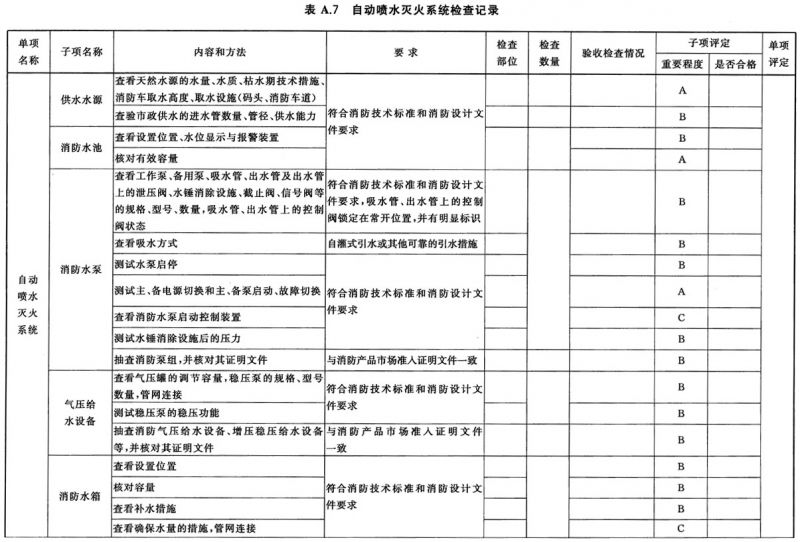 表 A.7 自动喷水灭火系统检查记录
单项
名称
子项名称
内容和方法
要 求
检查
部位
检查
数量
验收检查情况
子项评定
重要程度
是否合格
单项
评定
自动
喷水
灭火
系统
供水水源
查看天然水源的水量、水质、枯水期技术措施、
消防车取水高度、取水设施(码头、消防车道)
符合消防技术标准和消防设计文
件要求
A
查验市政供水的进水管数量、管径、供水能力
B
消防水池
查看设置位置、水位显示与报警装置
B
核对有效容量
A
消防水泵
查看工作泵、备用泵、吸水管、出水管及出水管
上的泄压阀、水锤消除设施、截止阀、信号阀等
的规格、型号、数量,吸水管、出水管上的控制
阀状态
符合消防技术标准和消防设计文
件要求,吸水管、出水管上的控制
阀锁定在常开位置,并有明显标识
B
查看吸水方式
自灌式引水或其他可靠的引水措施
B
测试水泵启停
符合消防技术标准和消防设计文
件要求
B
测试主、备电源切换和主、备泵启动、故障切换
A
查看消防水泵启动控制装置
C
测试水锤消除设施后的压力
B
抽查消防泵组,并核对其证明文件
与消防产品市场准入证明文件一致
B
气压给
水设备
查看气压罐的调节容量,稳压泵的规格、型号
数量,管网连接
符合消防技术标准和消防设计文
件要求
B
测试稳压泵的稳压功能
B
抽查消防气压给水设备、增压稳压给水设备
等,并核对其证明文件
与消防产品市场准入证明文件
一致
B
消防水箱
查看设置位置
符合消防技术标准和消防设计文
件要求
B
核对容量
B
查看补水措施
B
查看确保水量的措施,管网连接
C